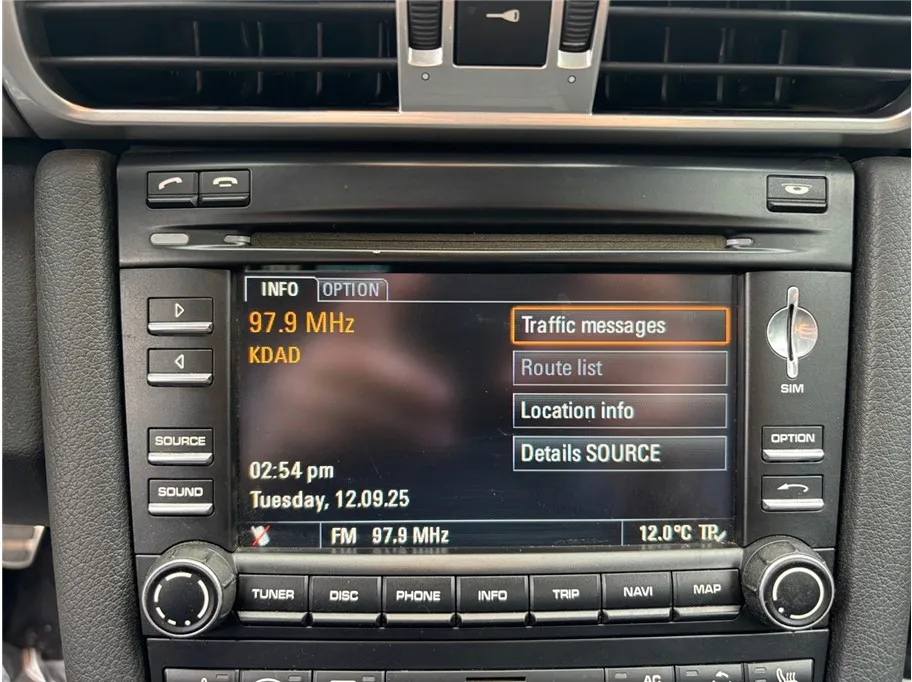 INFO OPTION
97.9 MHz
KDAD
Traffic messages
Route list
Location info
Details SOURCE
02:54 pm
Tuesday, 12.09.25
FM 97.9 MHz
12.0°C TP
SOURCE
SOUND
SIM
OPTION
TUNER DISC PHONE INFO TRIP NAVI MAP
AC